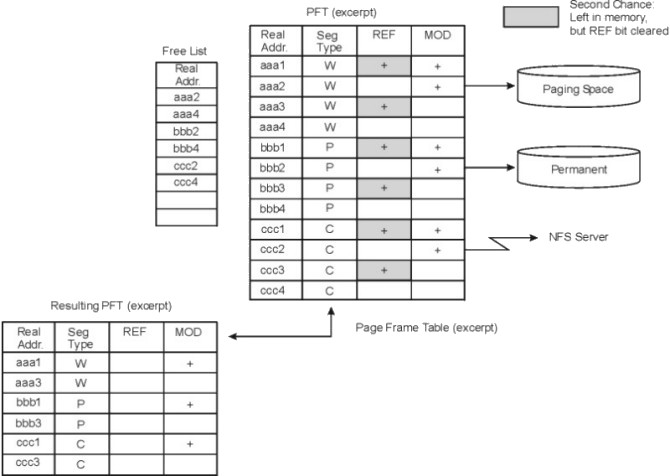 PFT (excerpt)
Second Chance:
Left in memory,
but REF bit cleared
Free List
Real Addr.
aaa2
aaa4
bbb2
bbb4
ccc2
ccc4
Real Addr. Seg Type REF MOD
aaa1 W + +
aaa2 W +
aaa3 W +
aaa4 W
bbb1 P + +
bbb2 P +
bbb3 P +
bbb4 P
ccc1 C + +
ccc2 C +
ccc3 C +
ccc4 C
Paging Space
Permanent
NFS Server
Page Frame Table (excerpt)
Resulting PFT (excerpt)
Real Addr. Seg Type REF MOD
aaa1 W +
aaa3 W
bbb1 P +
bbb3 P
ccc1 C +
ccc3 C